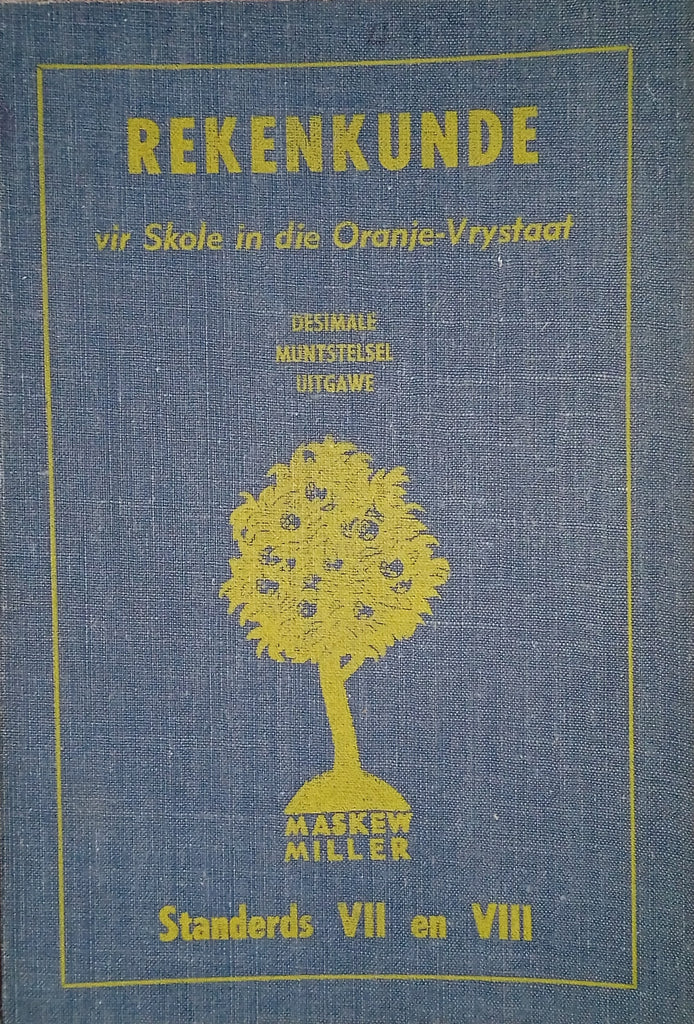 REKENKUNDE
vir Skole in die Oranje-Vrystaat
DESIMALE
MUNTSTELSEL
UITGAWE
MASKEW
MILLER
Standerds VII en VIII